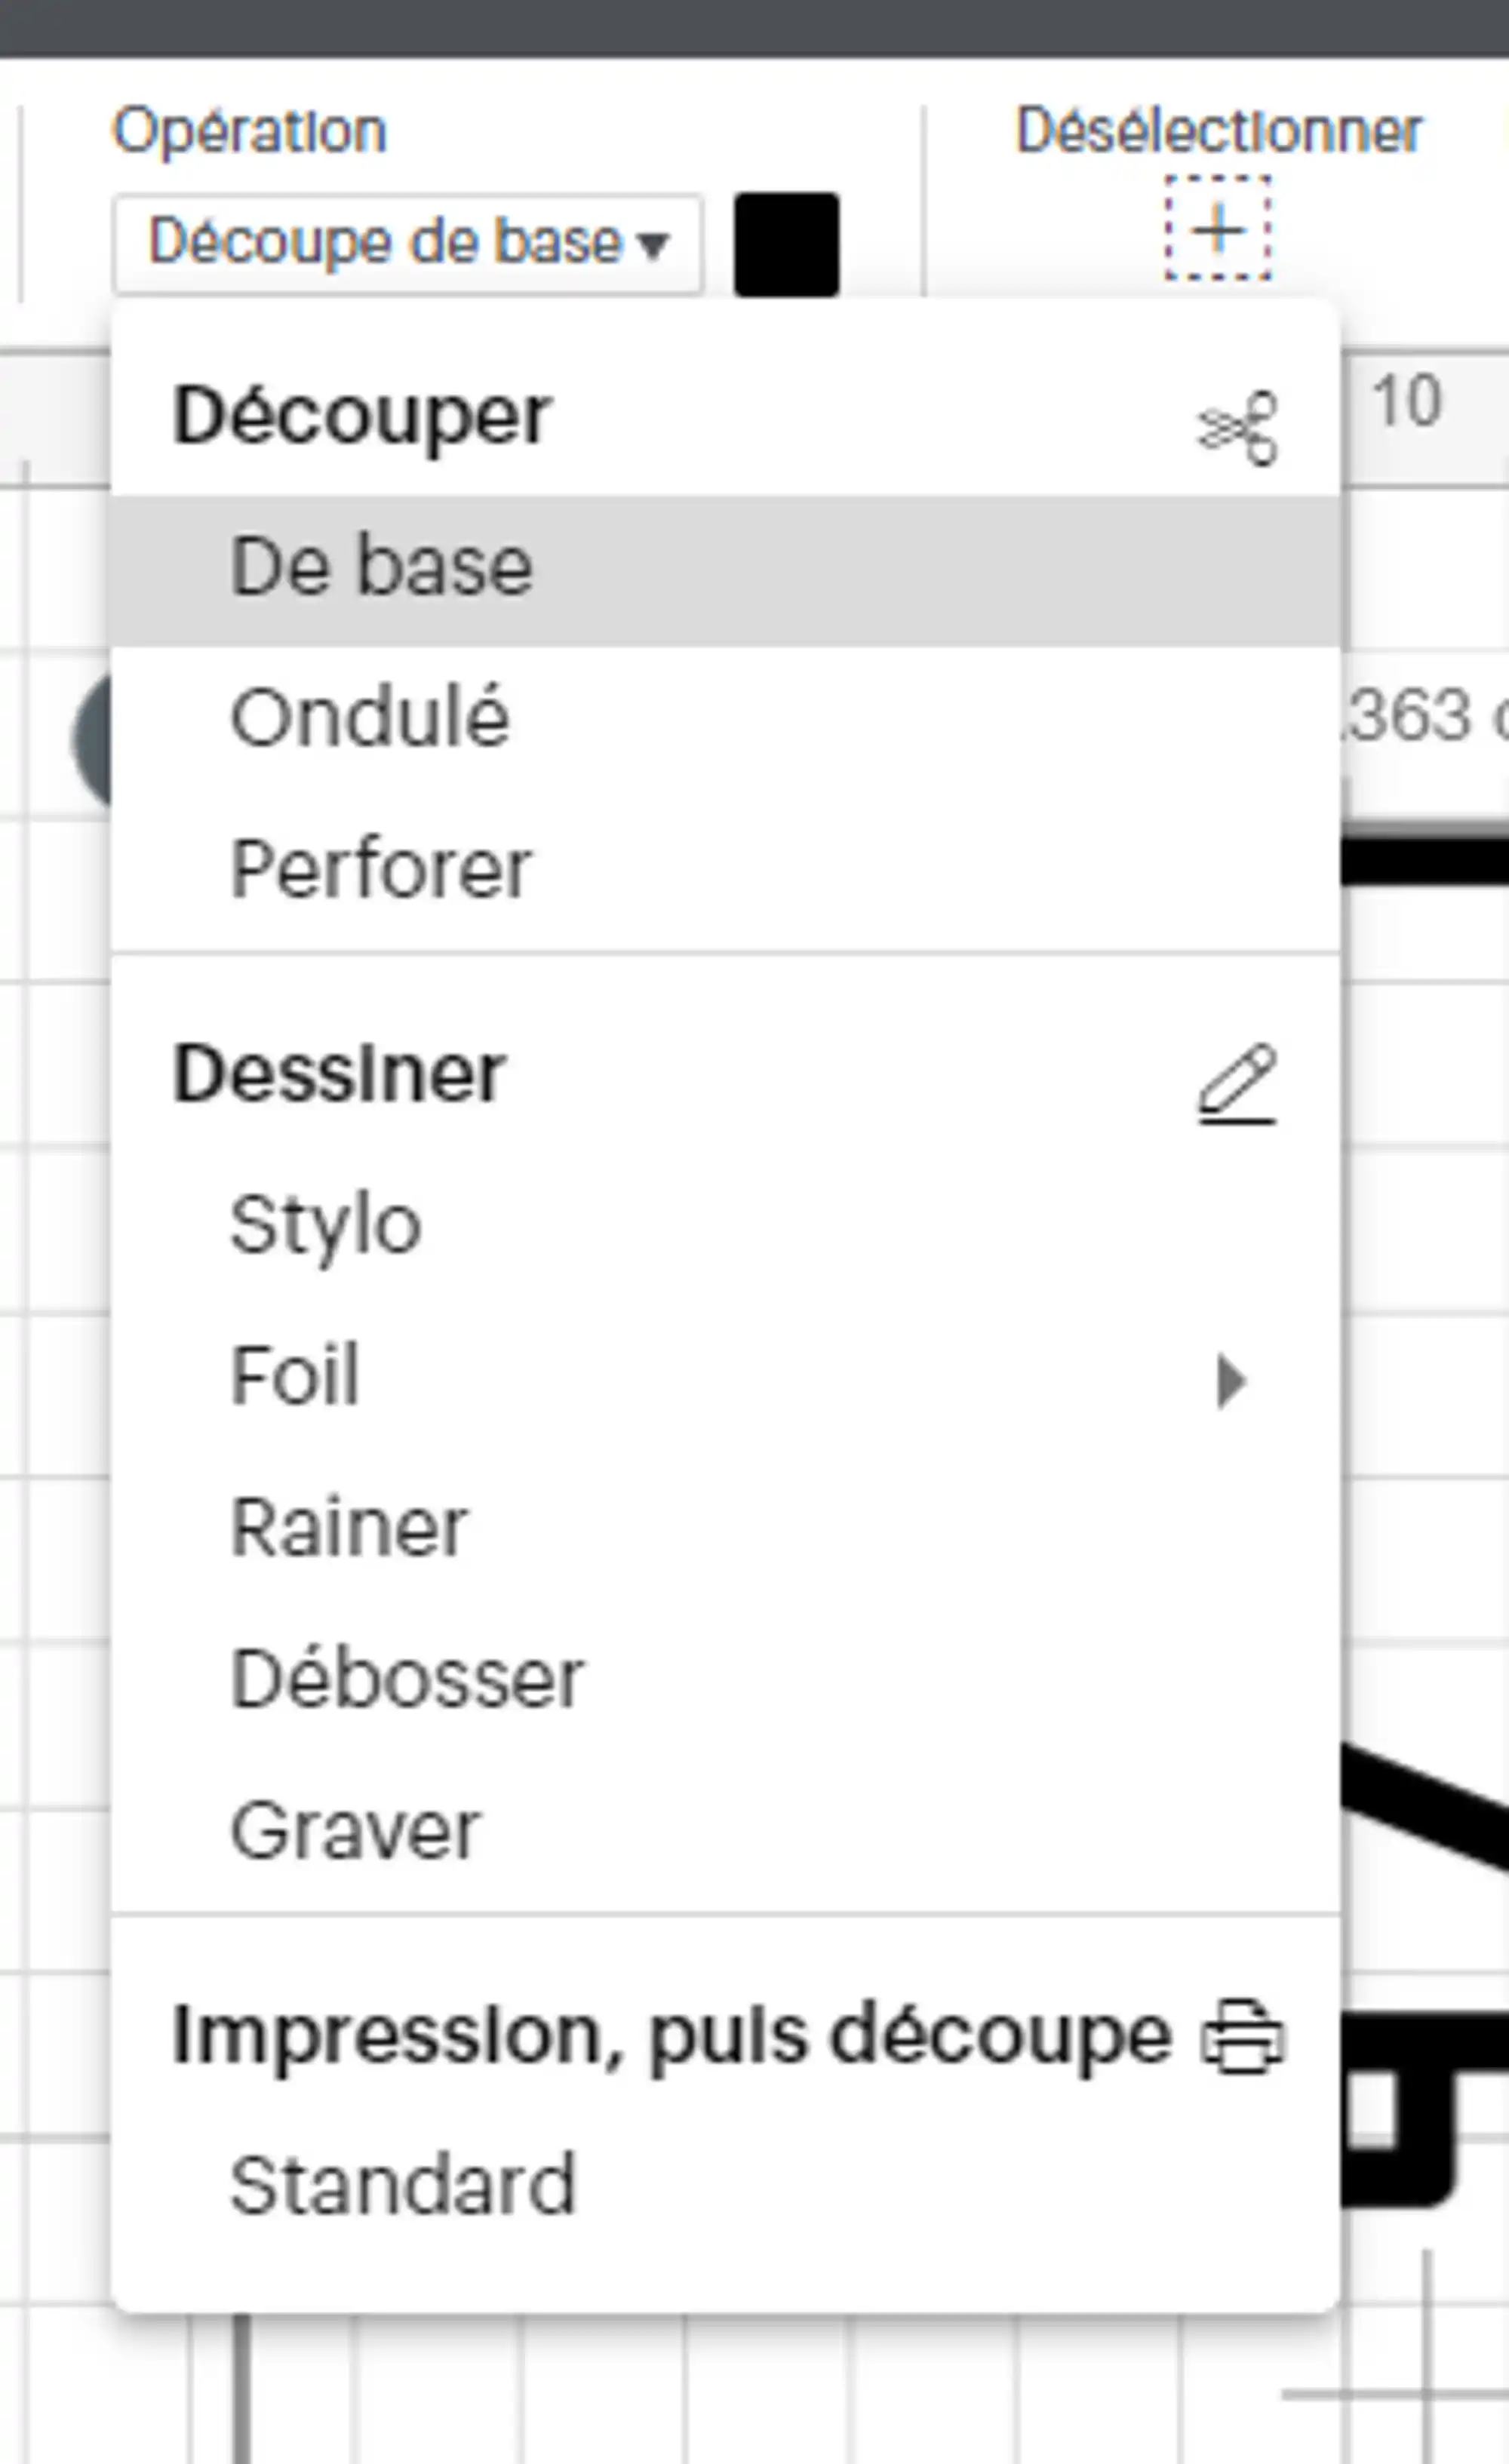 Opération
Désélectionner
Découpe de base
Découper
10
De base
Ondulé
.363
Perforer
Dessiner
Stylo
Foil
Rainer
Débosser
Graver
Impression, puis découpe
Standard